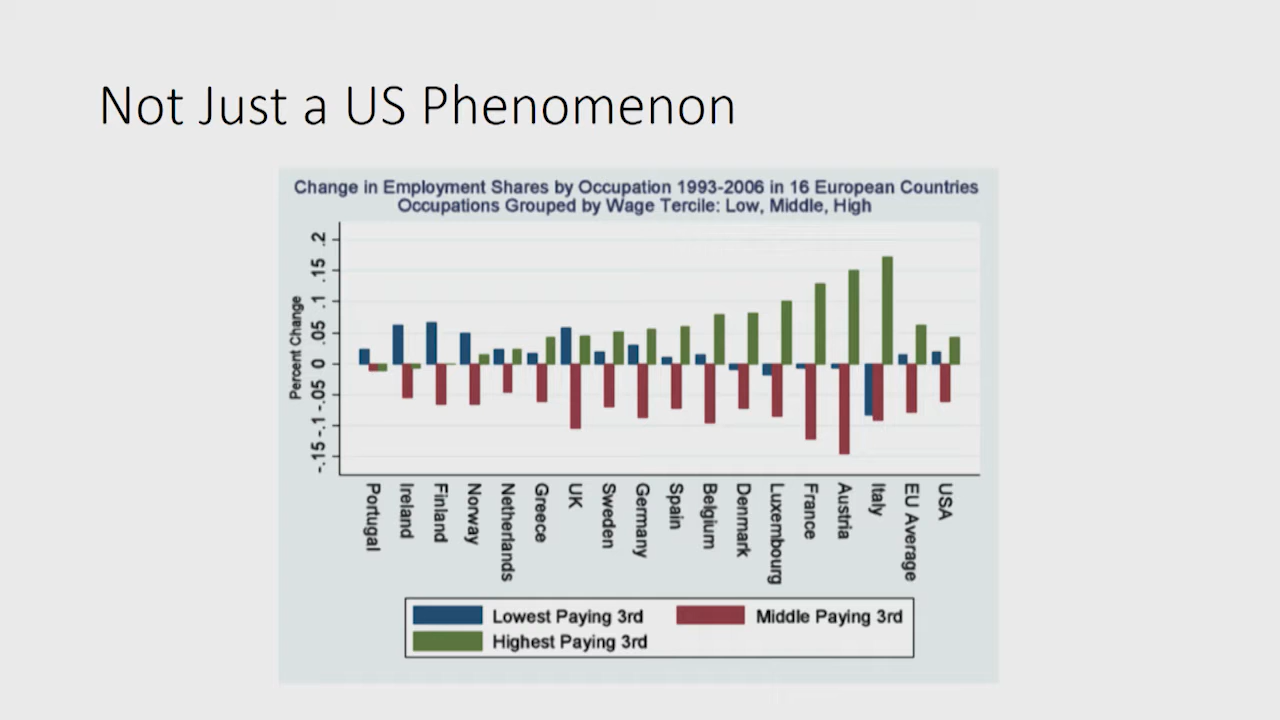 Not Just a US Phenomenon
Change in Employment Shares by Occupation 1993-2006 in 16 European Countries
Occupations Grouped by Wage Tercile: Low, Middle, High
Percent Change
.2
.15
.1
.05
0
-.05
-.1
-.15
Portugal
Ireland
Finland
Norway
Netherlands
Greece
UK
Sweden
Germany
Spain
Belgium
Denmark
Luxembourg
France
Austria
Italy
EU Average
USA
Lowest Paying 3rd
Middle Paying 3rd
Highest Paying 3rd